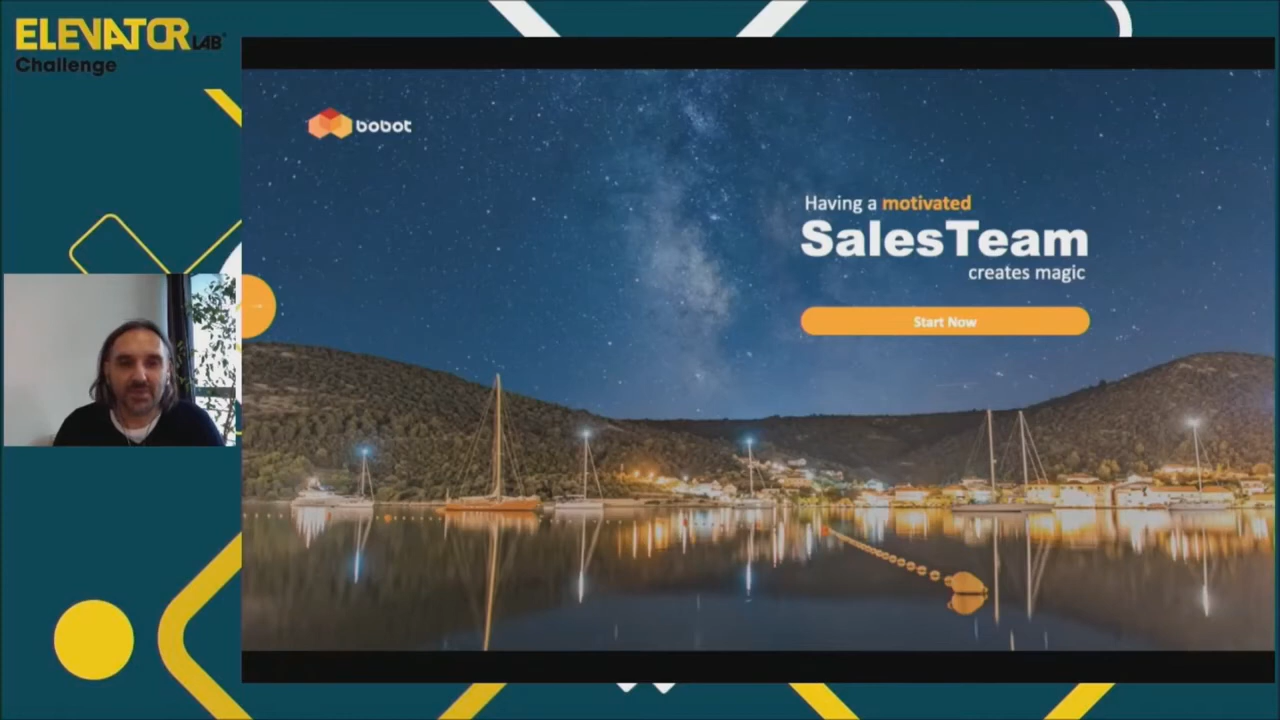 ELEVATOR LAB
Challenge
bobot
Having a motivated
SalesTeam
creates magic
Start Now